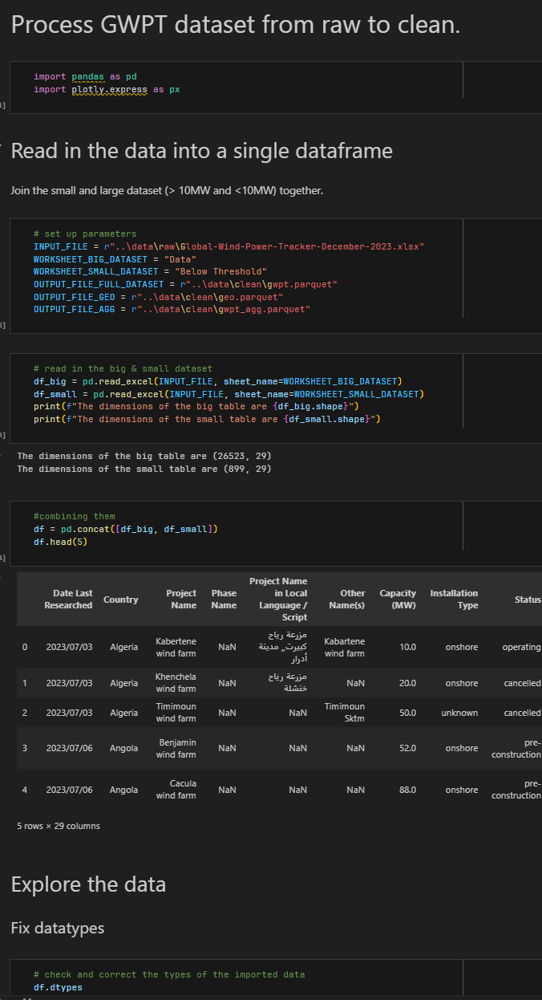 Process GWPT dataset from raw to clean.
import pandas as pd
import plotly.express as px
1]
Read in the data into a single dataframe
Join the small and large dataset (> 10MW and <10MW) together.
# set up parameters
INPUT_FILE = r"..\data\raw\Global-Wind-Power-Tracker-December-2023.xlsx"
WORKSHEET_BIG_DATASET = "Data"
WORKSHEET_SMALL_DATASET = "Below Threshold"
OUTPUT_FILE_FULL_DATASET = r"..\data\clean\gwpt.parquet"
OUTPUT_FILE_GEO = r"..\data\clean\geo.parquet"
OUTPUT_FILE_AGG = r"..\data\clean\gwpt_agg.parquet"
2]
# read in the big & small dataset
df_big = pd.read_excel(INPUT_FILE, sheet_name=WORKSHEET_BIG_DATASET)
df_small = pd.read_excel(INPUT_FILE, sheet_name=WORKSHEET_SMALL_DATASET)
print(f"The dimensions of the big table are {df_big.shape}")
print(f"The dimensions of the small table are {df_small.shape}")
3]
The dimensions of the big table are (26523, 29)
The dimensions of the small table are (899, 29)
#combining them
df = pd.concat([df_big, df_small])
df.head(5)
4]
Date Last Researched Country Project Name Phase Name Project Name in Local Language / Script Other Name(s) Capacity (MW) Installation Type Status
0 2023/07/03 Algeria Kabertene wind farm NaN مزرعة رياح كبيرت„ مدينة أدرار Kabartene wind farm 10.0 onshore operating
1 2023/07/03 Algeria Khenchela wind farm NaN مزرعة رياح خنشلة NaN 20.0 onshore cancelled
2 2023/07/03 Algeria Timimoun wind farm NaN NaN Timimoun Sktm 50.0 unknown cancelled
3 2023/07/06 Angola Benjamin wind farm NaN NaN NaN 52.0 onshore pre-construction
4 2023/07/06 Angola Cacula wind farm NaN NaN NaN 88.0 onshore pre-construction
5 rows × 29 columns
Explore the data
Fix datatypes
# check and correct the types of the imported data
df.dtypes